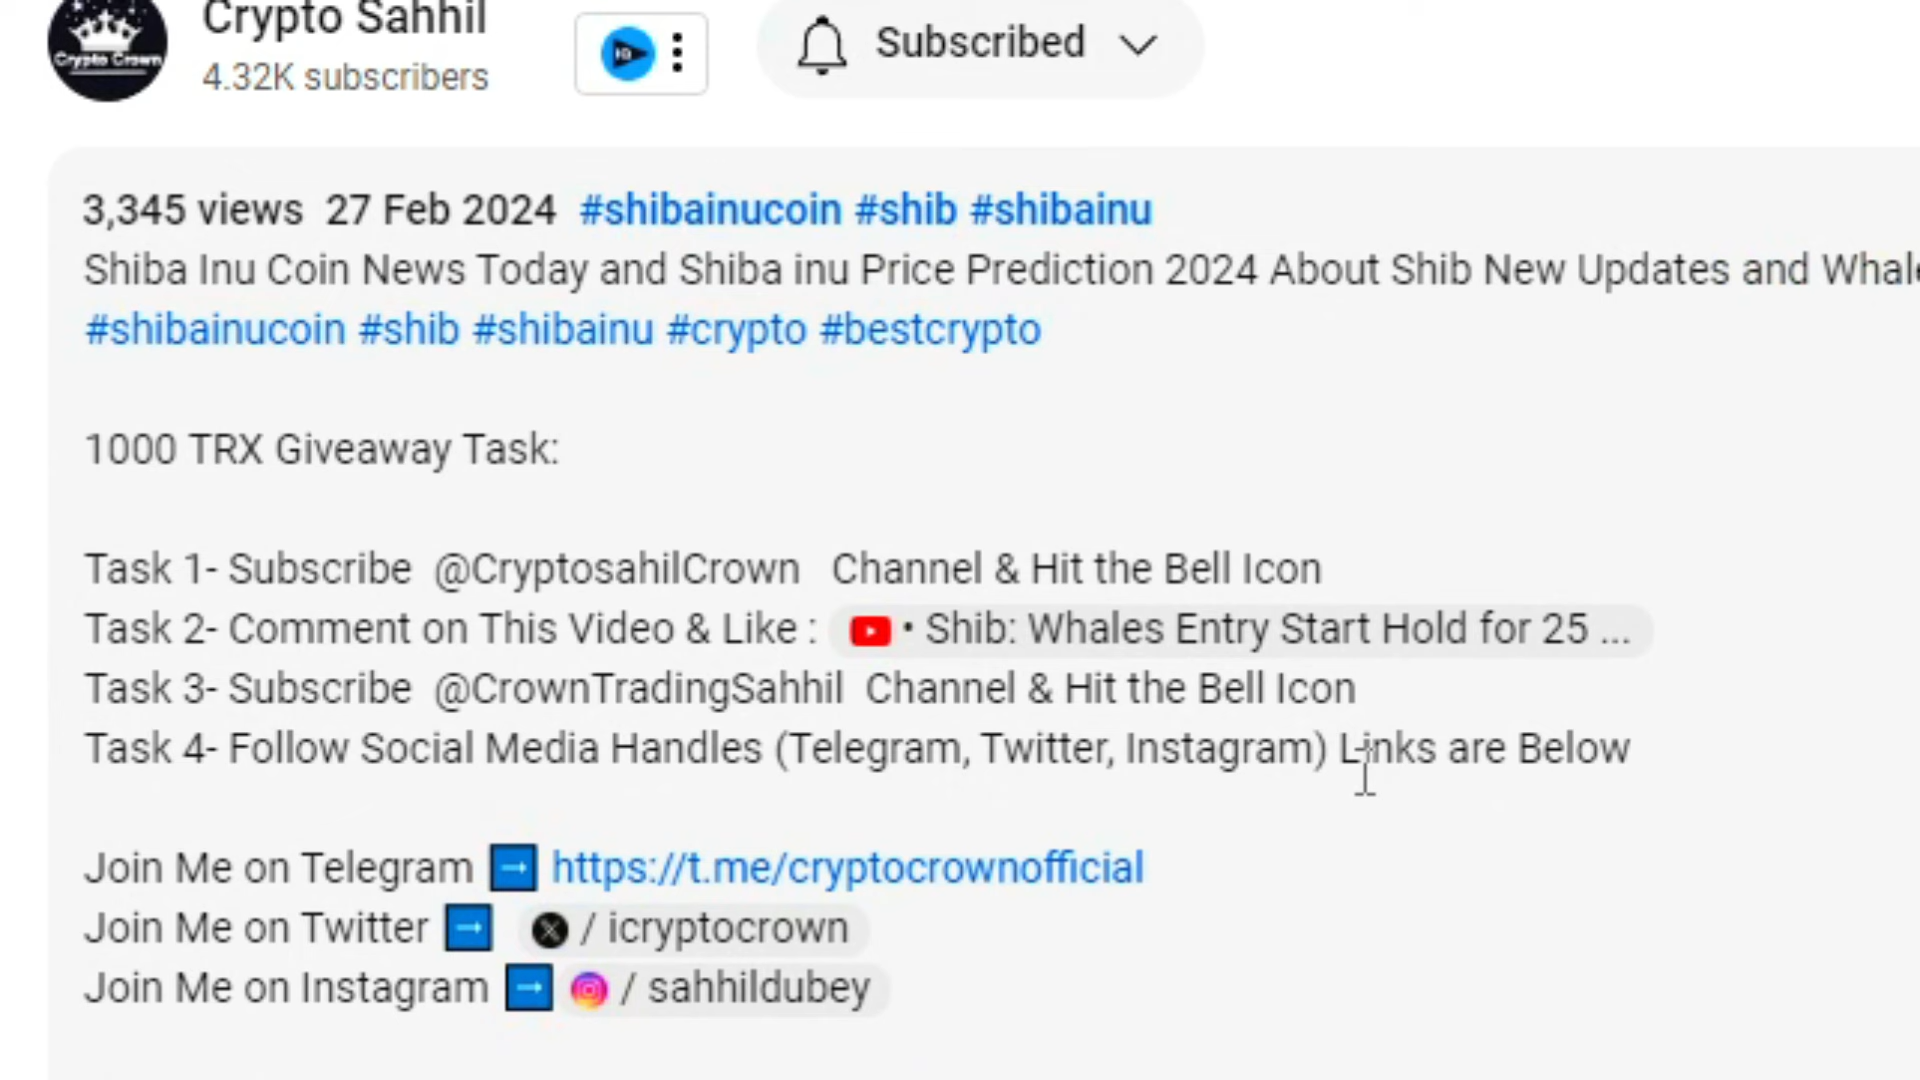 Crypto Sahhil
Crypto Crown
4.32K subscribers
Subscribed
3,345 views 27 Feb 2024 #shibainucoin #shib #shibainu
Shiba Inu Coin News Today and Shiba inu Price Prediction 2024 About Shib New Updates and Whale
#shibainucoin #shib #shibainu #crypto #bestcrypto
1000 TRX Giveaway Task:
Task 1- Subscribe @CryptosahilCrown Channel & Hit the Bell Icon
Task 2- Comment on This Video & Like : • Shib: Whales Entry Start Hold for 25 ...
Task 3- Subscribe @CrownTradingSahhil Channel & Hit the Bell Icon
Task 4- Follow Social Media Handles (Telegram, Twitter, Instagram) Links are Below
Join Me on Telegram ➡ https://t.me/cryptocrownofficial
Join Me on Twitter ➡ / icryptocrown
Join Me on Instagram ➡ / sahhildubey